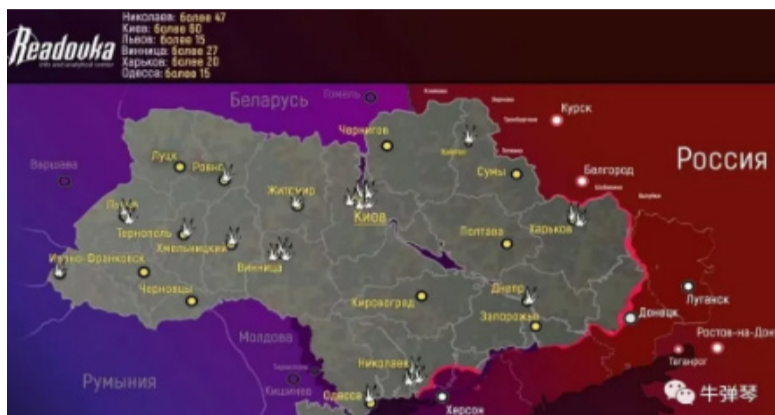 Readovka
Николаев: более 47
Киев: более 60
Львов: более 15
Винница: более 27
Харьков: более 20
Одесса: более 15
Беларусь
Гомель
Курск
Чернигов
Россия
Варшава
Луцк
Ровно
Сумы
Белгород
Житомир
Киев
Тернополь
Хмельницкий
Полтава
Харьков
Ивано-Франковск
Винница
Черновцы
Кировоград
Днепр
Луганск
Запорожье
Донецк
Молдова
Ростов-на-Дон
Николаев
Таганрог
Румыния
Кишинев
Одесса
Херсон
牛弹琴